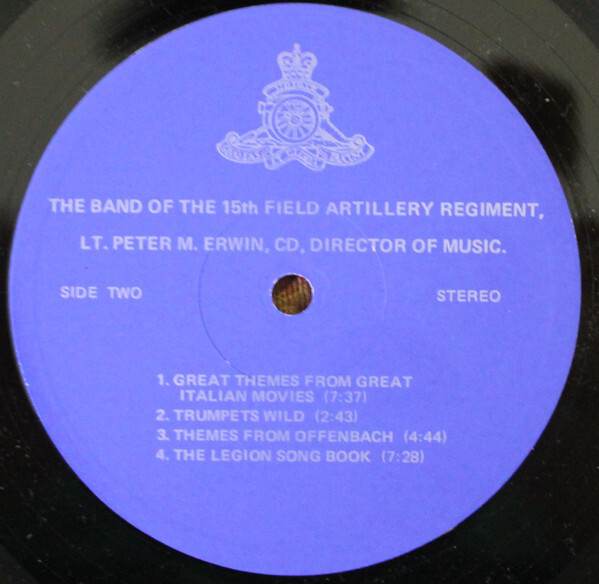 THE BAND OF THE 15th FIELD ARTILLERY REGIMENT,
LT. PETER M. ERWIN, CD, DIRECTOR OF MUSIC.
SIDE TWO
STEREO
1. GREAT THEMES FROM GREAT
ITALIAN MOVIES (7:37)
2. TRUMPETS WILD (2:43)
3. THEMES FROM OFFENBACH (4:44)
4. THE LEGION SONG BOOK (7:28)